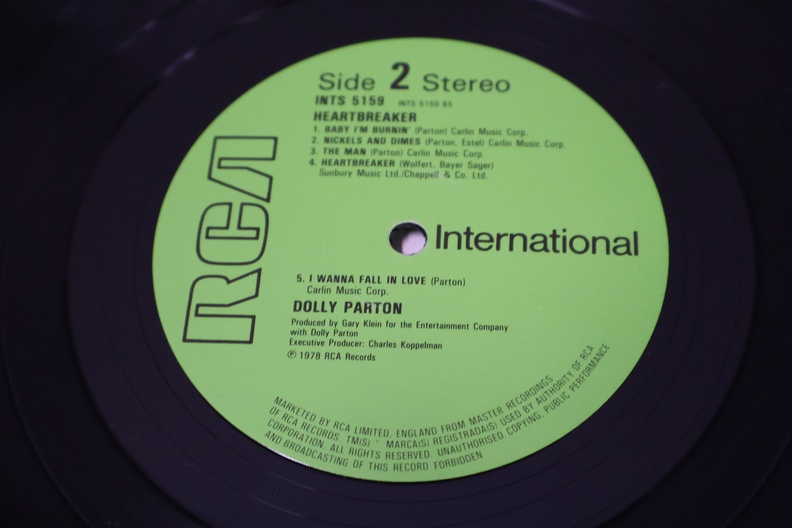 Side 2 Stereo
INTS 5159 INTS 5159 BS
HEARTBREAKER
1. BABY I'M BURNIN' (Parton) Carlin Music Corp.
2. NICKELS AND DIMES (Parton, Estel) Carlin Music Corp.
3. THE MAN (Parton) Carlin Music Corp.
4. HEARTBREAKER (Wolfert, Bayer Sager)
Sunbury Music Ltd./Chappell & Co. Ltd.
RCA
International
5. I WANNA FALL IN LOVE (Parton)
Carlin Music Corp.
DOLLY PARTON
Produced by Gary Klein for the Entertainment Company
with Dolly Parton
Executive Producer: Charles Koppelman
℗ 1978 RCA Records
MARKETED BY RCA LIMITED, ENGLAND FROM MASTER RECORDINGS
OF RCA RECORDS. TM(S) ® MARCA(S) REGISTRADA(S) USED BY AUTHORITY OF RCA
CORPORATION. ALL RIGHTS RESERVED. UNAUTHORISED COPYING, PUBLIC PERFORMANCE
AND BROADCASTING OF THIS RECORD FORBIDDEN